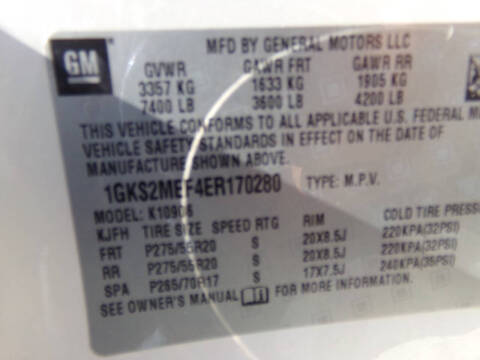 GM
MFD BY GENERAL MOTORS LLC
GVWR GAWR FRT GAWR RR
3357 KG 1633 KG 1905 KG
7400 LB 3600 LB 4200 LB
THIS VEHICLE CONFORMS TO ALL APPLICABLE U.S. FEDERAL
VEHICLE SAFETY STANDARDS IN EFFECT ON THE DATE OF
MANUFACTURE SHOWN ABOVE.
1GKS2MEF4ER170280 TYPE: M.P.V.
MODEL: K10906
KJFH TIRE SIZE SPEED RTG RIM COLD TIRE PRESS
FRT P275/55R20 S 20X8.5J 220KPA(32PSI)
RR P275/55R20 S 20X8.5J 220KPA(32PSI)
SPA P265/70R17 S 17X7.5J 240KPA(35PSI)
SEE OWNER'S MANUAL FOR MORE INFORMATION.